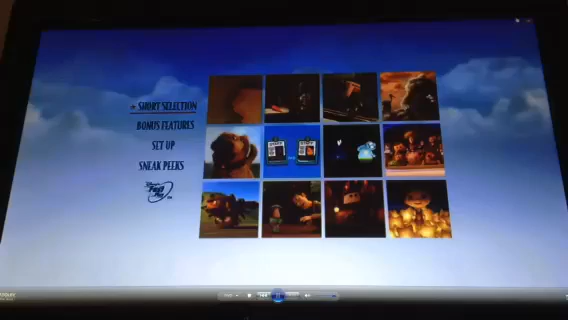 SHORT SELECTION
BONUS FEATURES
SET UP
SNEAK PEEKS